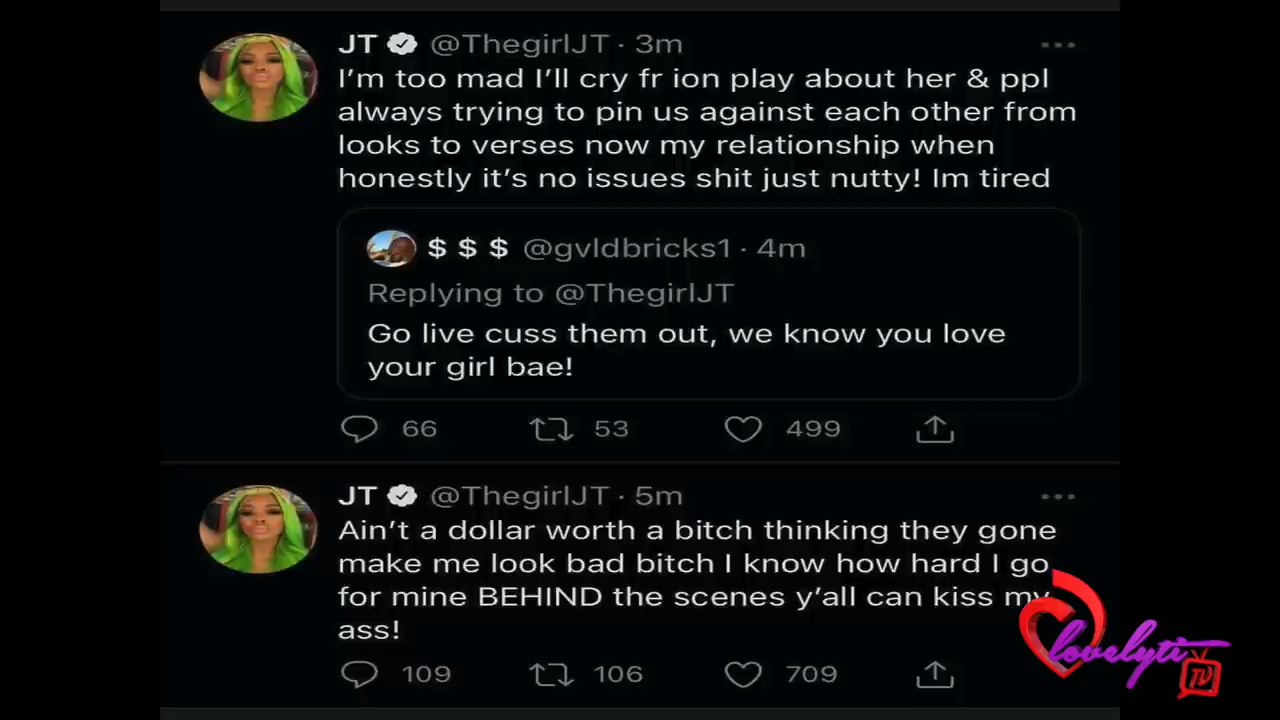 JT @ThegirlJT · 3m
I'm too mad I'll cry fr ion play about her & ppl
always trying to pin us against each other from
looks to verses now my relationship when
honestly it's no issues shit just nutty! Im tired
$ $ $ @gvldbricks1 · 4m
Replying to @ThegirlJT
Go live cuss them out, we know you love
your girl bae!
66 53 499
JT @ThegirlJT · 5m
Ain't a dollar worth a bitch thinking they gone
make me look bad bitch I know how hard I go
for mine BEHIND the scenes y'all can kiss my
ass!
109 106 709
lovelyti
TV